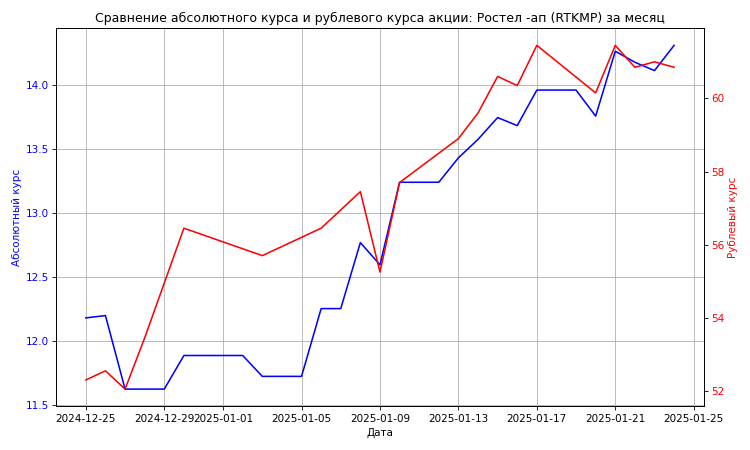 Сравнение абсолютного курса и рублевого курса акции: Ростел -ап (RTKMP) за месяц
Абсолютный курс
14.0
13.5
13.0
12.5
12.0
11.5
60
58
56
54
52
Рублевый курс
2024-12-25 2024-12-29 2025-01-01 2025-01-05 2025-01-09 2025-01-13 2025-01-17 2025-01-21 2025-01-25
Дата